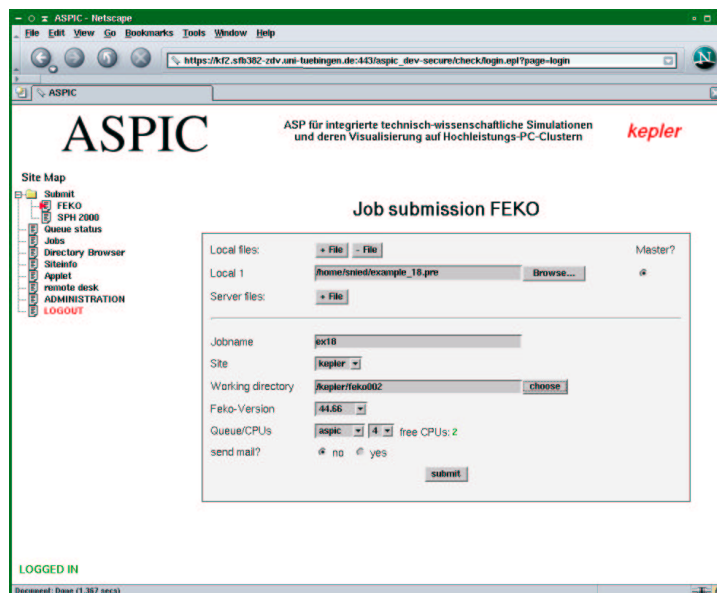 ASPIC - Netscape
File Edit View Go Bookmarks Tools Window Help
https://kf2.sfb382-zdv.uni-tuebingen.de:443/aspic_dev-secure/check/login.epl?page=login
N
ASPIC
ASPIC
ASP für integrierte technisch-wissenschaftliche Simulationen
und deren Visualisierung auf Hochleistungs-PC-Clustern
kepler
Site Map
Submit
FEKO
SPH 2000
Queue status
Jobs
Directory Browser
Siteinfo
Applet
remote desk
ADMINISTRATION
LOGOUT
Job submission FEKO
Local files: + File - File Master?
Local 1 /home/snied/example_18.pre Browse...
Server files: + File
Jobname ex18
Site kepler
Working directory /kepler/feko002 choose
Feko-Version 44.66
Queue/CPUs aspic 4 free CPUs: 2
send mail? no yes
submit
LOGGED IN
Document: Done (1.367 secs)